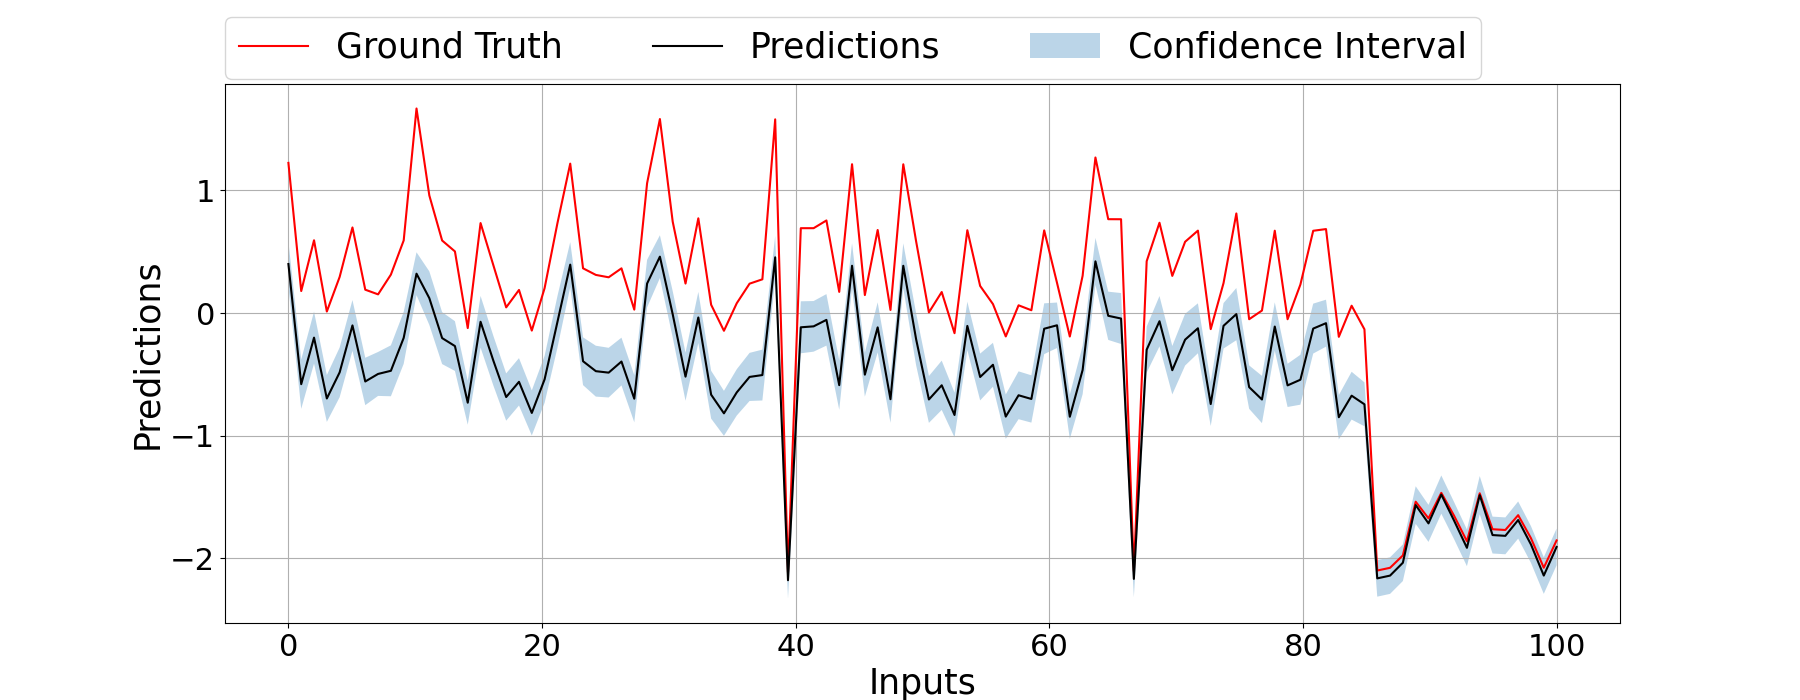 Ground Truth Predictions Confidence Interval
Predictions
1
0
−1
−2
0 20 40 60 80 100
Inputs